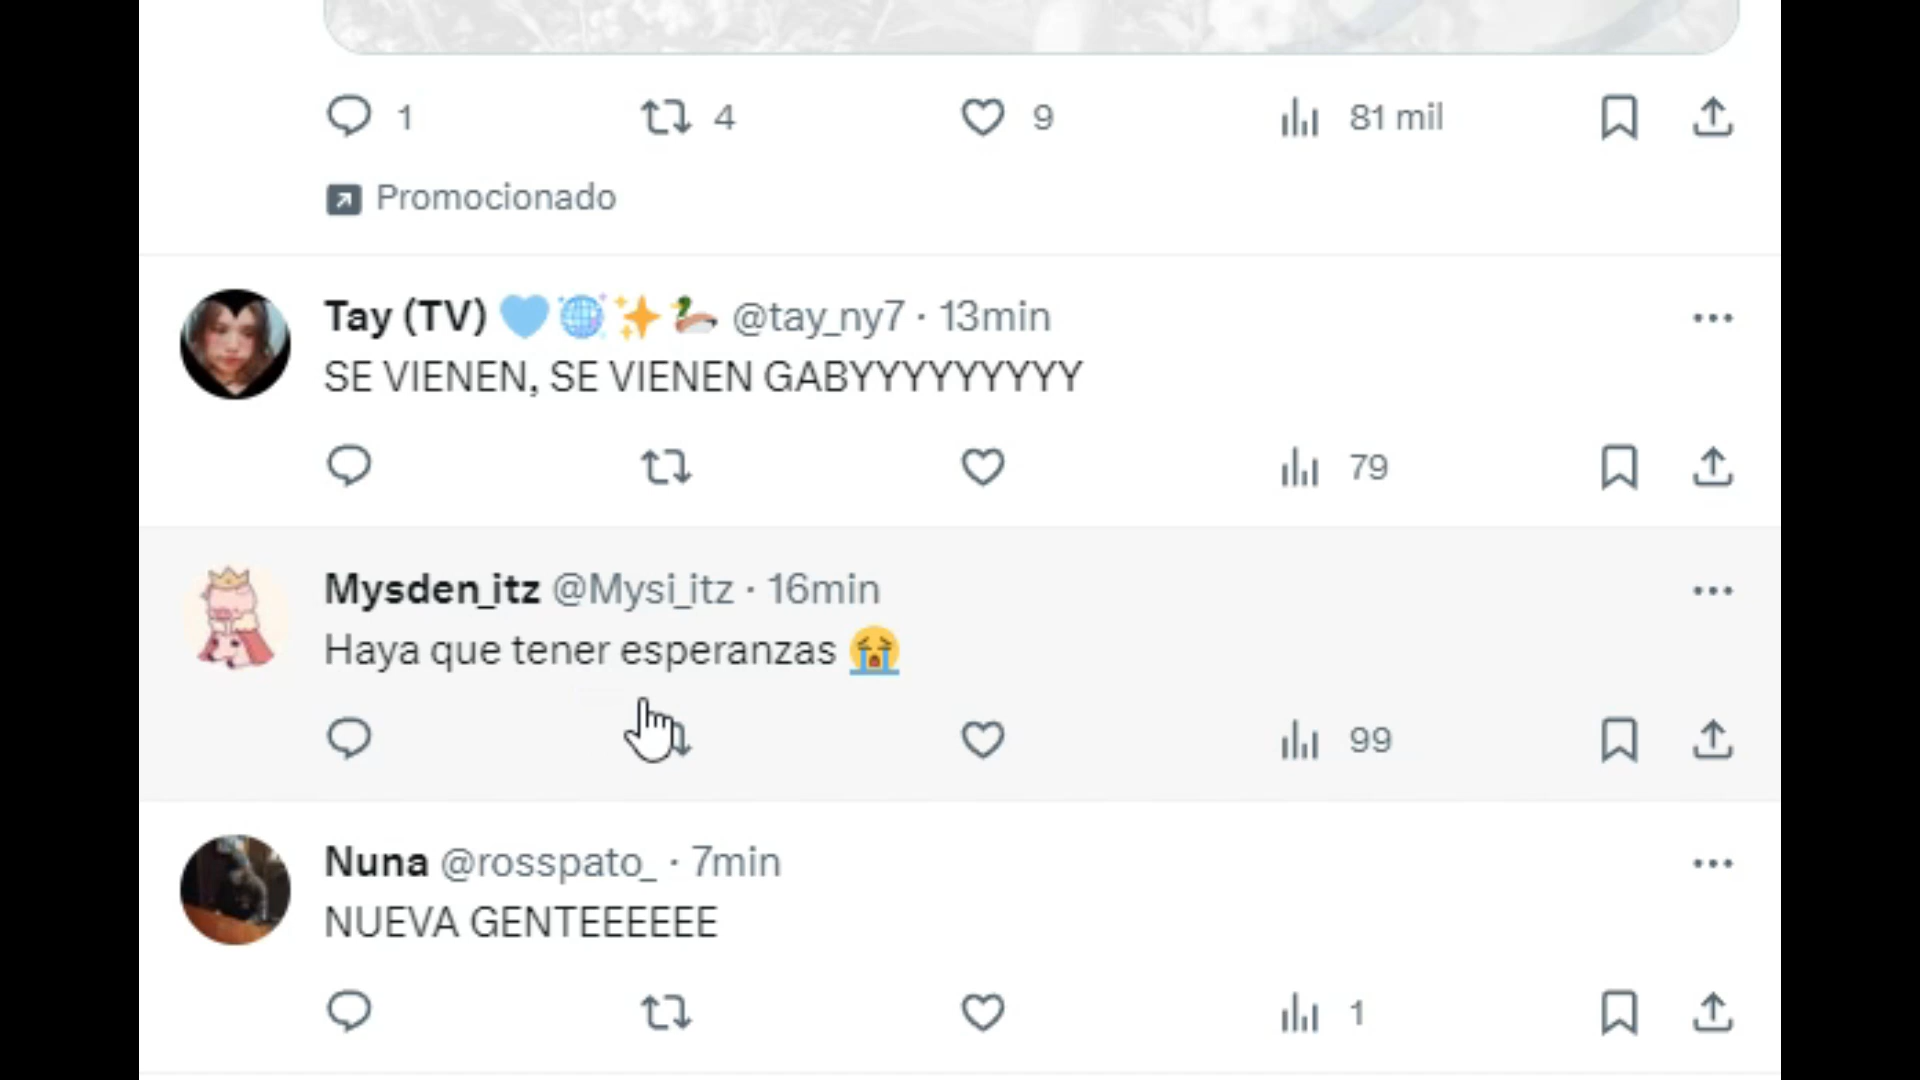 1 4 9 81 mil
Promocionado
Tay (TV) 🩵🪩✨🦆 @tay_ny7 · 13min
SE VIENEN, SE VIENEN GABYYYYYYYYY
79
Mysden_itz @Mysi_itz · 16min
Haya que tener esperanzas 😭
99
Nuna @rosspato_ · 7min
NUEVA GENTEEEEEE
1